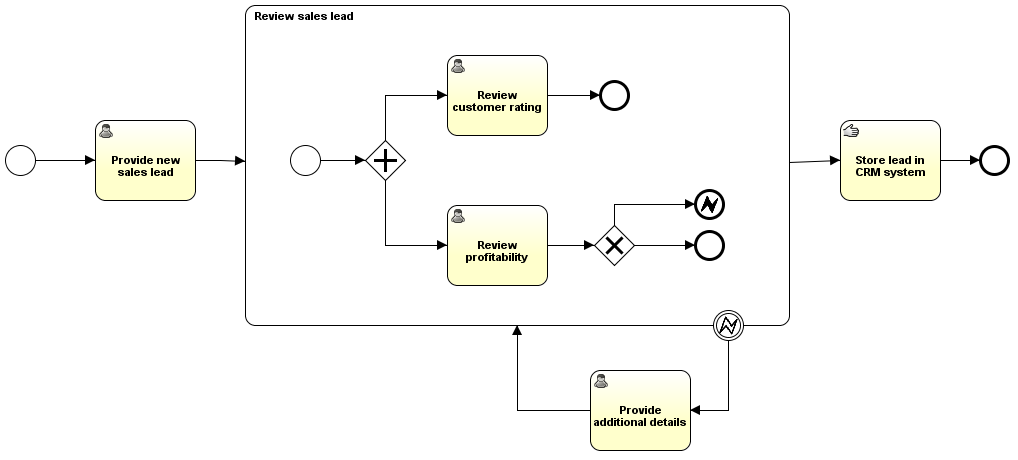 Review sales lead
Review
customer rating
Provide new
sales lead
Store lead in
CRM system
Review
profitability
Provide
additional details